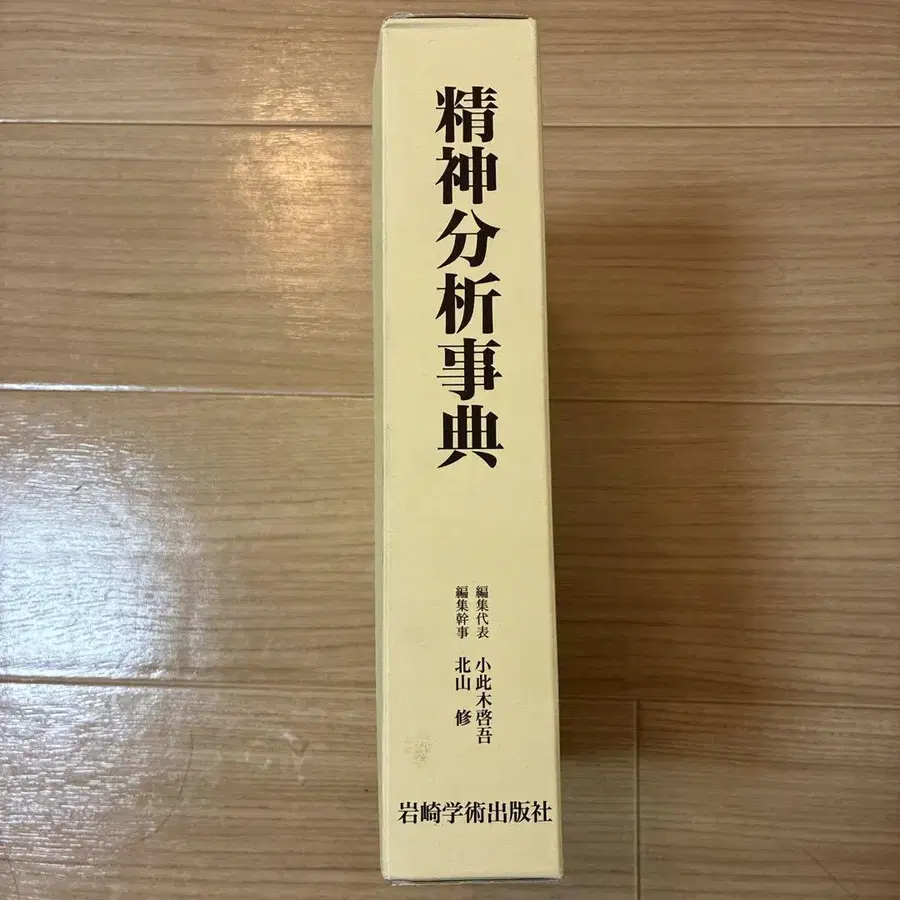 精神分析事典
編集代表 小此木啓吾
編集幹事 北山 修
岩崎学術出版社